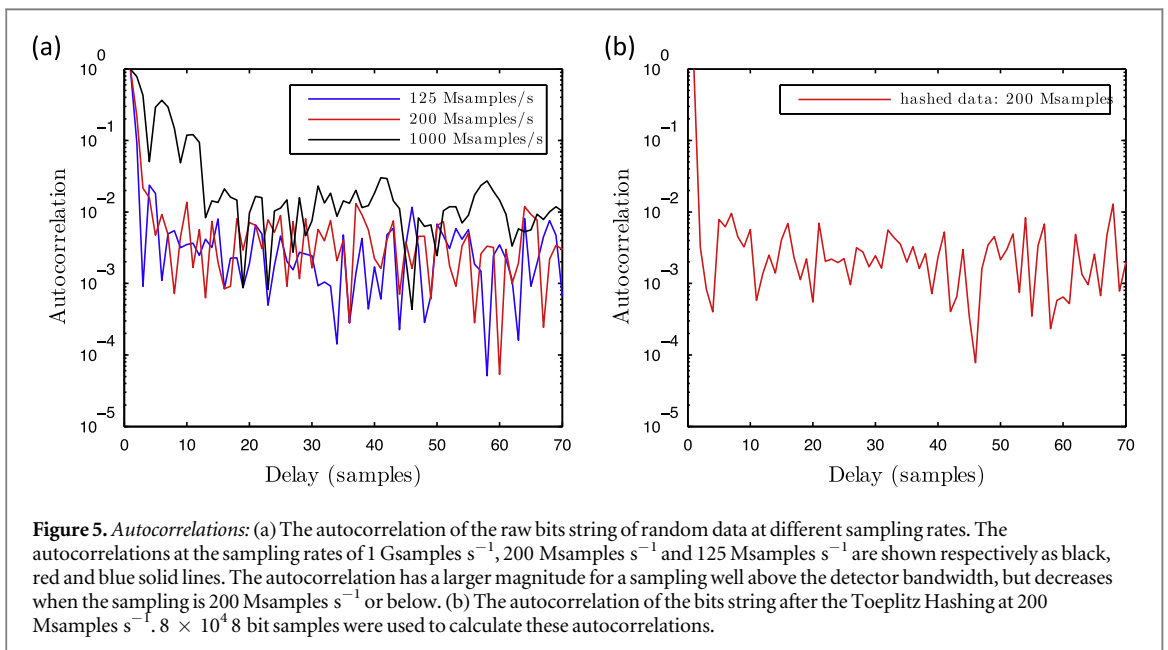 (a)
10 0
10 −1
10 −2
10 −3
10 −4
10 −5
Autocorrelation
125 Msamples/s
200 Msamples/s
1000 Msamples/s
0 10 20 30 40 50 60 70
Delay (samples)
(b)
10 0
10 −1
10 −2
10 −3
10 −4
10 −5
Autocorrelation
hashed data: 200 Msamples
0 10 20 30 40 50 60 70
Delay (samples)
Figure 5. Autocorrelations: (a) The autocorrelation of the raw bits string of random data at different sampling rates. The
autocorrelations at the sampling rates of 1 Gsamples s−1, 200 Msamples s−1 and 125 Msamples s−1 are shown respectively as black,
red and blue solid lines. The autocorrelation has a larger magnitude for a sampling well above the detector bandwidth, but decreases
when the sampling is 200 Msamples s−1 or below. (b) The autocorrelation of the bits string after the Toeplitz Hashing at 200
Msamples s−1. 8 × 10^4 8 bit samples were used to calculate these autocorrelations.